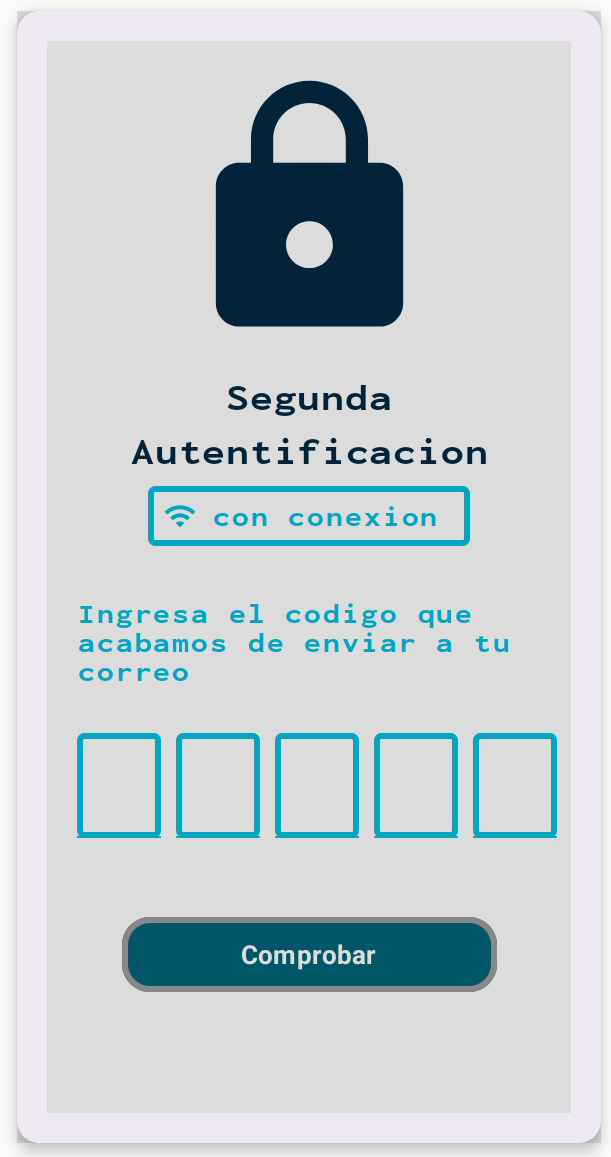 Segunda
Autentificacion
con conexion
Ingresa el codigo que
acabamos de enviar a tu
correo
Comprobar